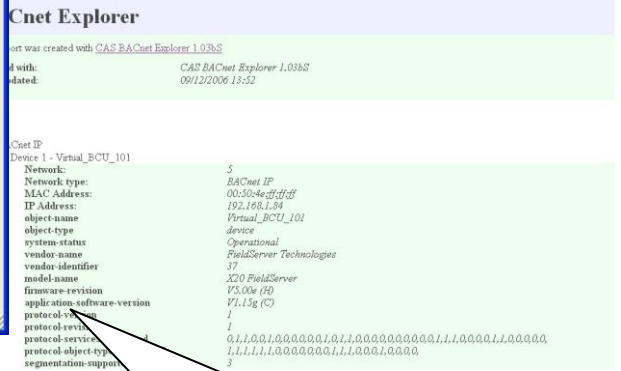 Cnet Explorer
ort was created with CAS BACnet Explorer 1.03bS
d with: CAS BACnet Explorer 1.03bS
dated: 09/12/2006 13:52
Cnet IP
Device 1 - Virtual_BCU_101
Network: 5
Network type: BACnet IP
MAC Address: 00:50:4e:ff:ff:ff
IP Address: 192.168.1.84
object-name Virtual_BCU_101
object-type device
system-status Operational
vendor-name FieldServer Technologies
vendor-identifier 37
model-name X20 FieldServer
firmware-revision V5.00e (H)
application-software-version V1.15g (C)
protocol-version 1
protocol-revis 1
protocol-services d 0,1,1,0,0,1,0,0,0,0,0,0,1,0,1,1,0,0,0,0,0,0,0,0,0,0,1,1,1,0,0,0,0,1,1,0,0,0,0,0,
protocol-object-typ 1,1,1,1,1,1,0,0,0,0,0,0,0,1,1,1,0,0,0,1,0,0,0,0,
segmentation-support 3